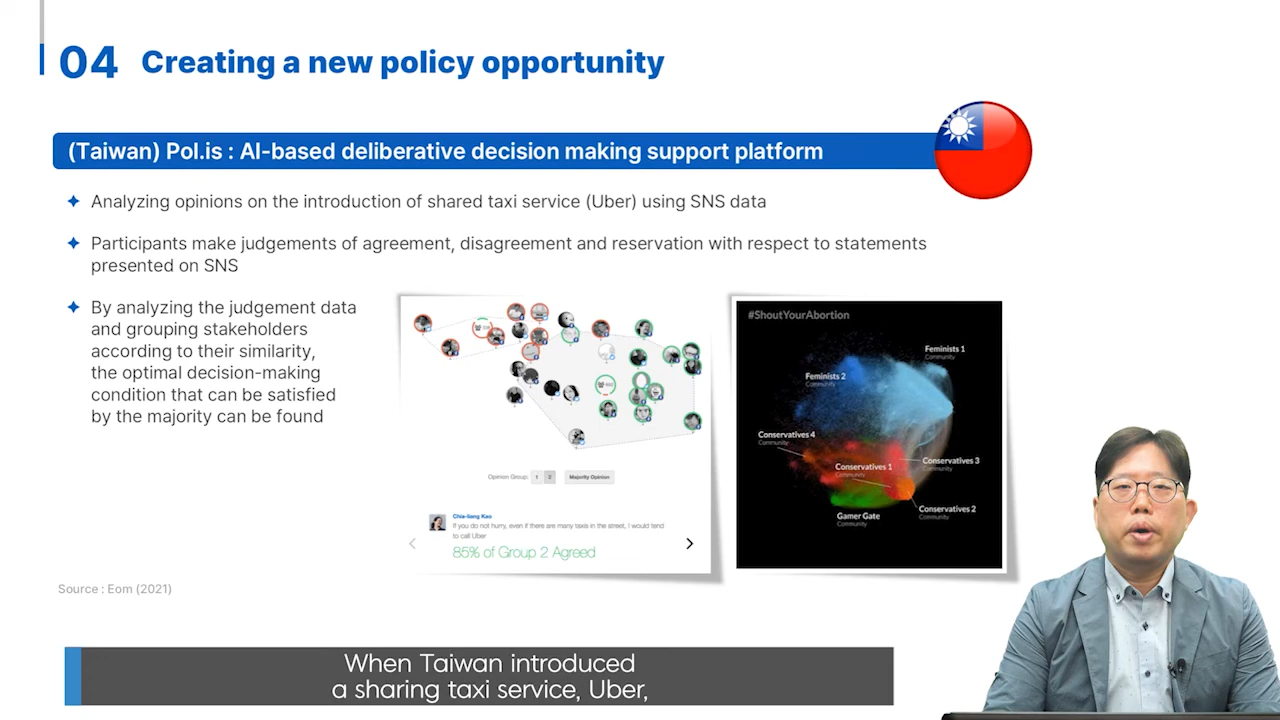 04 Creating a new policy opportunity
(Taiwan) Pol.is : AI-based deliberative decision making support platform
Analyzing opinions on the introduction of shared taxi service (Uber) using SNS data
Participants make judgements of agreement, disagreement and reservation with respect to statements
presented on SNS
By analyzing the judgement data
and grouping stakeholders
according to their similarity,
the optimal decision-making
condition that can be satisfied
by the majority can be found
Opinion Group: 1 2 Majority Opinion
Chia-liang Kao
If you do not hurry, even if there are many taxis in the street, I would tend
to call Uber
85% of Group 2 Agreed
#ShoutYourAbortion
Feminists 1
Community
Feminists 2
Community
Conservatives 4
Community
Conservatives 1
Community
Conservatives 3
Community
Conservatives 2
Community
Gamer Gate
Community
Source : Eom (2021)
When Taiwan introduced
a sharing taxi service, Uber,